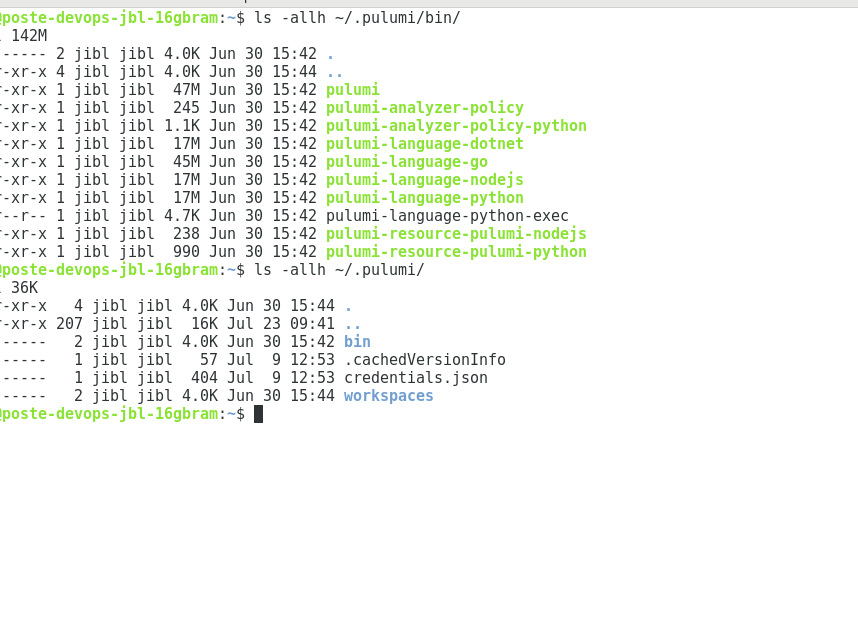 @poste-devops-jbl-16gbram:~$ ls -allh ~/.pulumi/bin/
142M
------ 2 jibl jibl 4.0K Jun 30 15:42 .
r-xr-x 4 jibl jibl 4.0K Jun 30 15:44 ..
r-xr-x 1 jibl jibl  47M Jun 30 15:42 pulumi
r-xr-x 1 jibl jibl  245 Jun 30 15:42 pulumi-analyzer-policy
r-xr-x 1 jibl jibl 1.1K Jun 30 15:42 pulumi-analyzer-policy-python
r-xr-x 1 jibl jibl  17M Jun 30 15:42 pulumi-language-dotnet
r-xr-x 1 jibl jibl  45M Jun 30 15:42 pulumi-language-go
r-xr-x 1 jibl jibl  17M Jun 30 15:42 pulumi-language-nodejs
r-xr-x 1 jibl jibl  17M Jun 30 15:42 pulumi-language-python
r--r-- 1 jibl jibl 4.7K Jun 30 15:42 pulumi-language-python-exec
r-xr-x 1 jibl jibl  238 Jun 30 15:42 pulumi-resource-pulumi-nodejs
r-xr-x 1 jibl jibl  990 Jun 30 15:42 pulumi-resource-pulumi-python
@poste-devops-jbl-16gbram:~$ ls -allh ~/.pulumi/
36K
r-xr-x   4 jibl jibl 4.0K Jun 30 15:44 .
r-xr-x 207 jibl jibl  16K Jul 23 09:41 ..
------   2 jibl jibl 4.0K Jun 30 15:42 bin
------   1 jibl jibl   57 Jul  9 12:53 .cachedVersionInfo
------   1 jibl jibl  404 Jul  9 12:53 credentials.json
------   2 jibl jibl 4.0K Jun 30 15:44 workspaces
@poste-devops-jbl-16gbram:~$